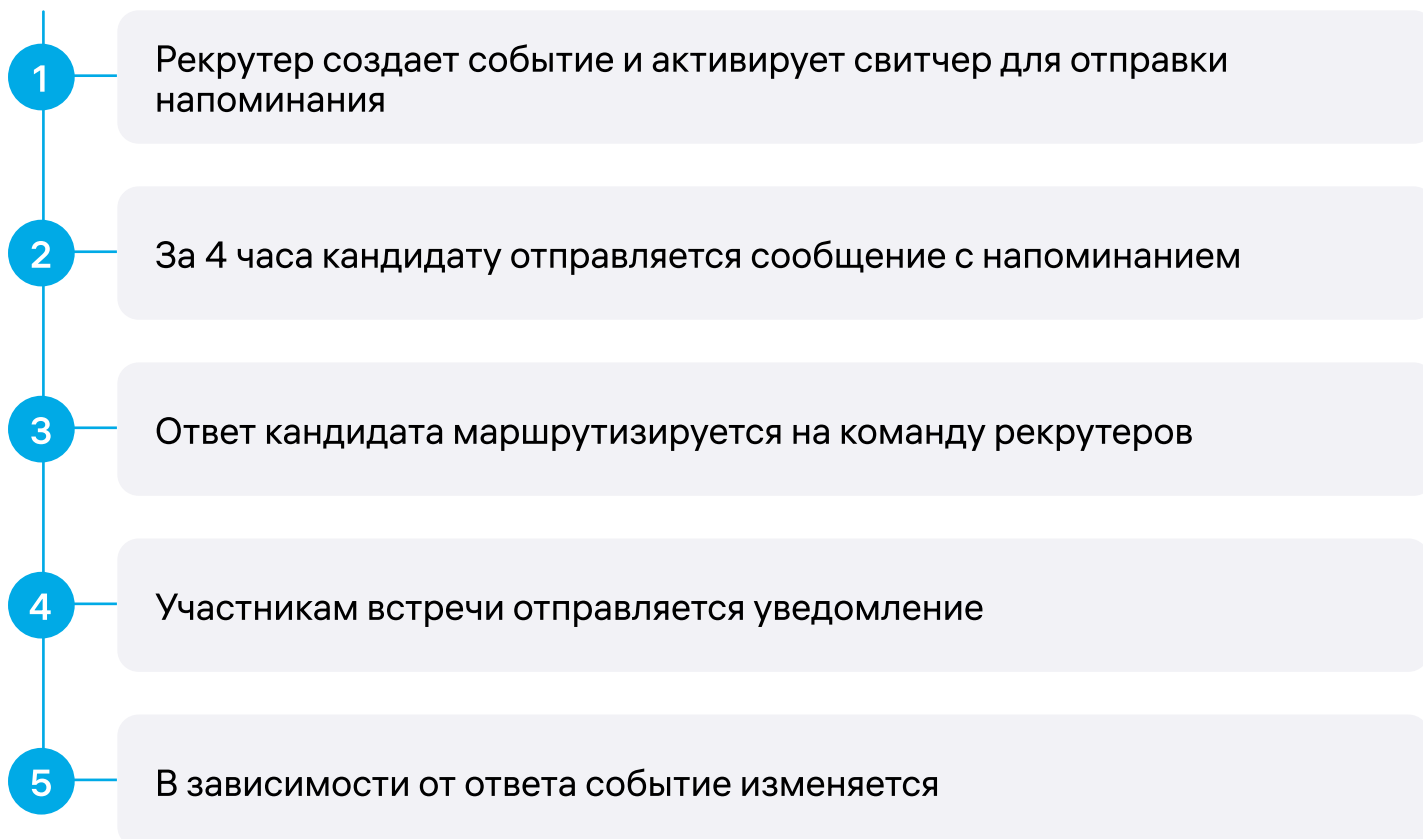 1
Рекрутер создает событие и активирует свитчер для отправки
напоминания
2
За 4 часа кандидату отправляется сообщение с напоминанием
3
Ответ кандидата маршрутизируется на команду рекрутеров
4
Участникам встречи отправляется уведомление
5
В зависимости от ответа событие изменяется